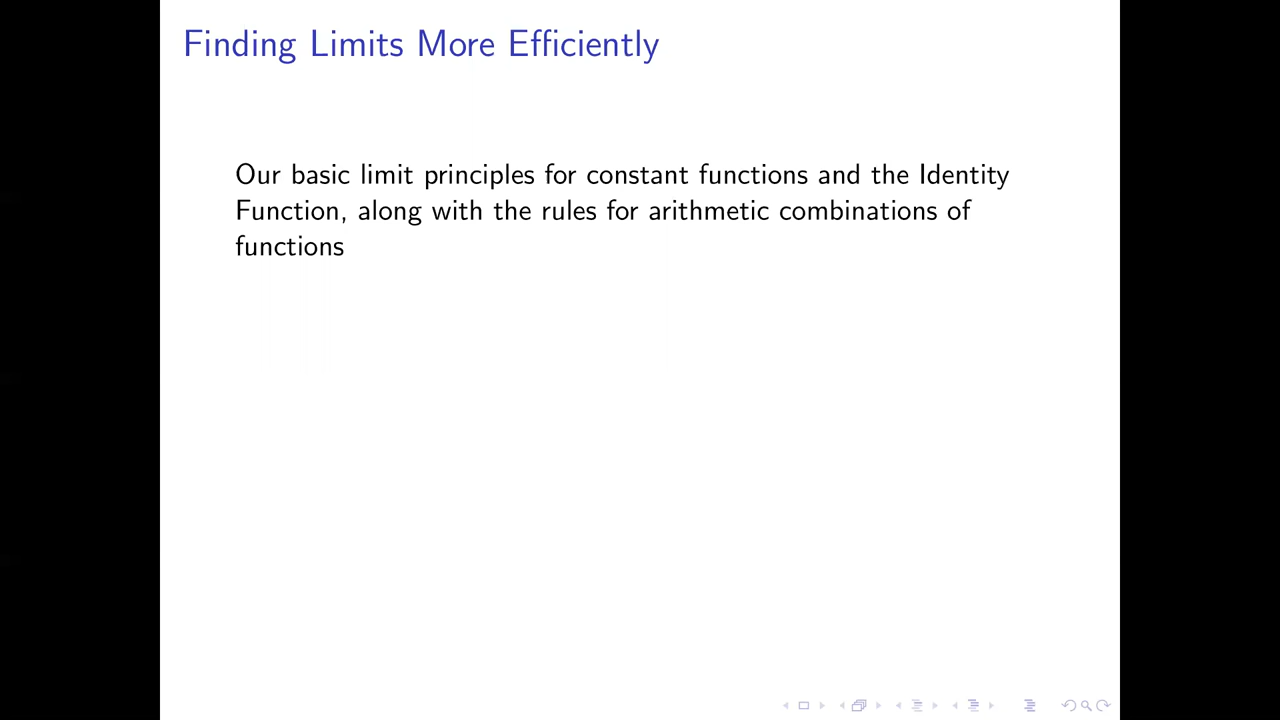 Finding Limits More Efficiently
Our basic limit principles for constant functions and the Identity
Function, along with the rules for arithmetic combinations of
functions